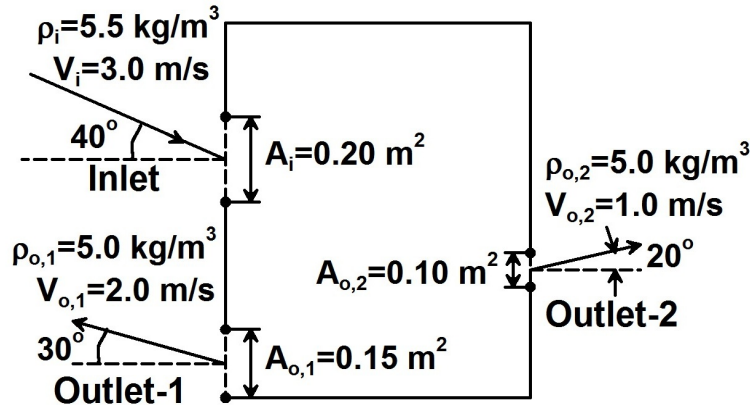 ρᵢ=5.5 kg/m³
Vᵢ=3.0 m/s
40°
Inlet
Aᵢ=0.20 m²
ρₒ,₁=5.0 kg/m³
Vₒ,₁=2.0 m/s
30°
Outlet-1
Aₒ,₁=0.15 m²
Aₒ,₂=0.10 m²
ρₒ,₂=5.0 kg/m³
Vₒ,₂=1.0 m/s
20°
Outlet-2